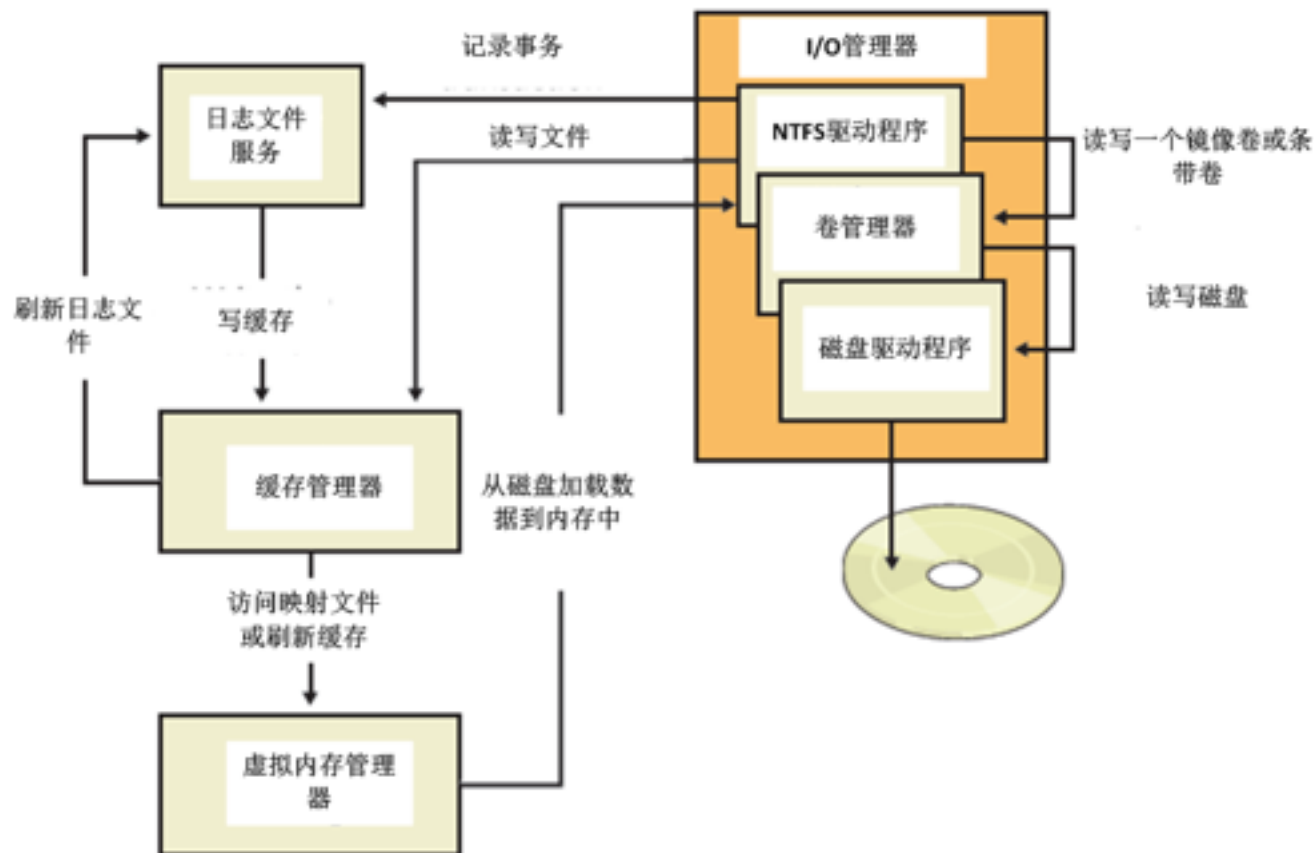 记录事务
I/O管理器
日志文件
服务
读写文件
NTFS驱动程序
读写一个镜像卷或条
带卷
卷管理器
刷新日志文
件
写缓存
读写磁盘
磁盘驱动程序
缓存管理器
从磁盘加载数
据到内存中
访问映射文件
或刷新缓存
虚拟内存管理
器